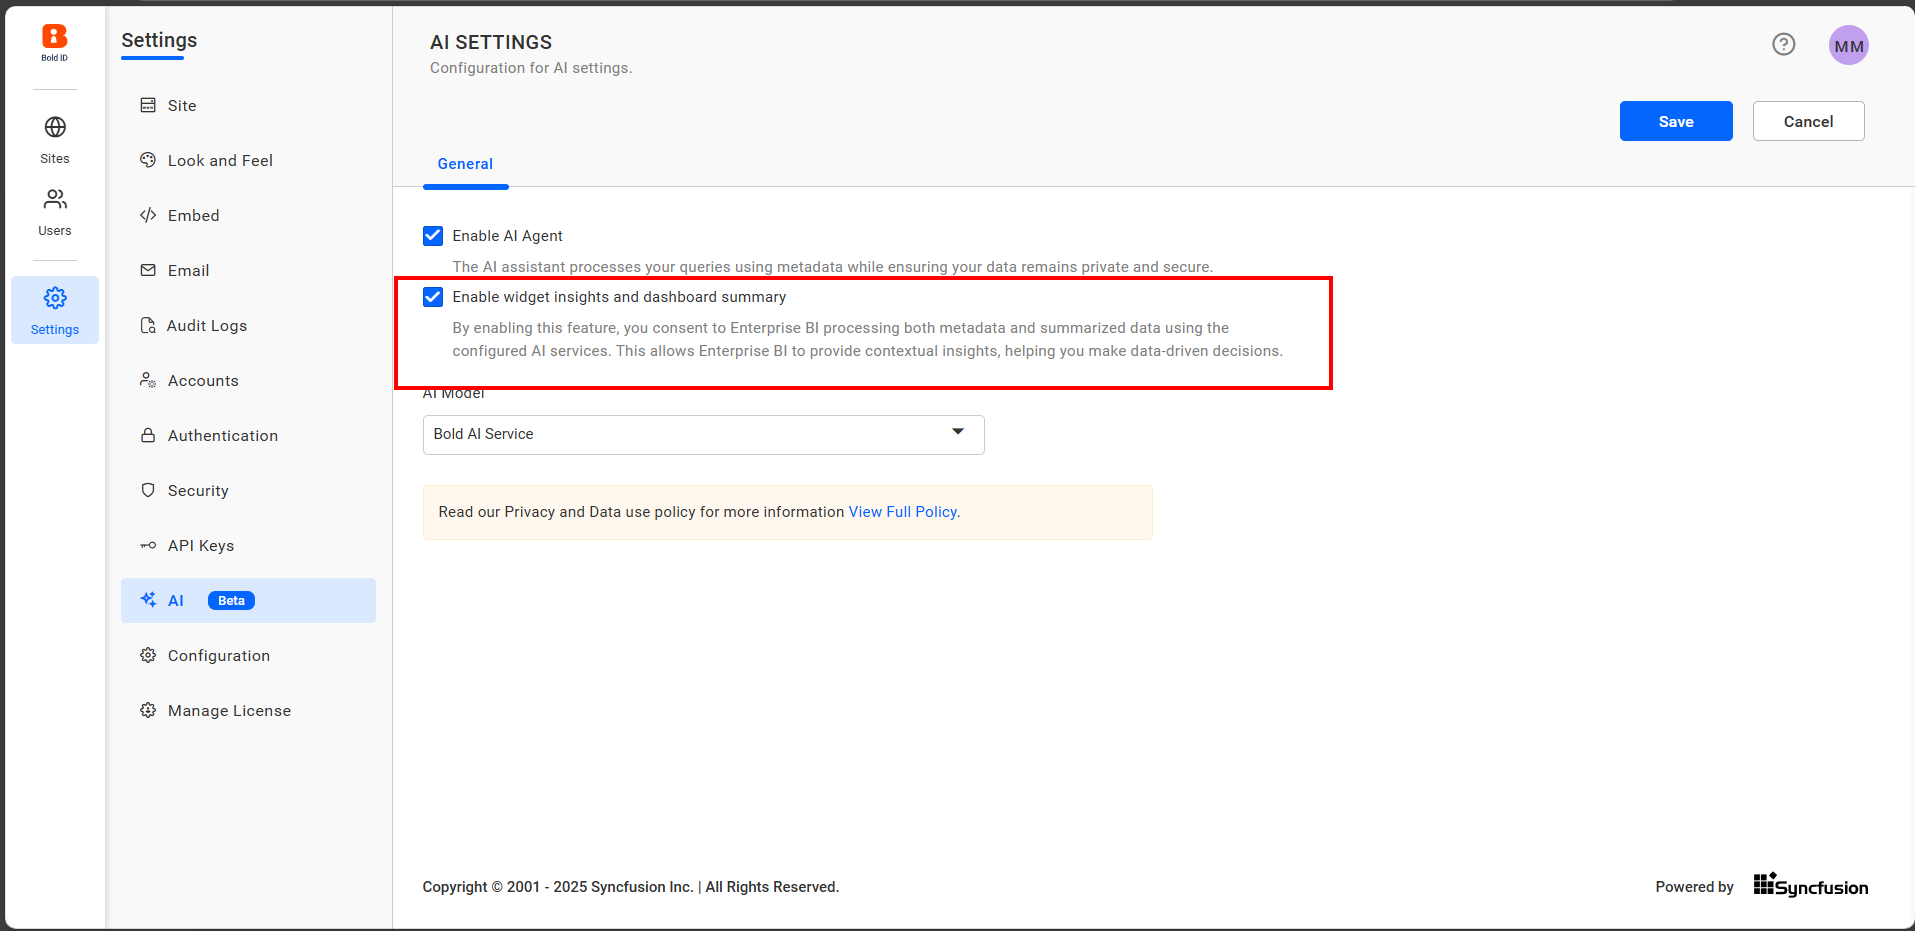 Bold ID
Sites
Users
Settings
Settings
Site
Look and Feel
Embed
Email
Audit Logs
Accounts
Authentication
Security
API Keys
AI Beta
Configuration
Manage License
AI SETTINGS
Configuration for AI settings.
MM
Save Cancel
General
Enable AI Agent
The AI assistant processes your queries using metadata while ensuring your data remains private and secure.
Enable widget insights and dashboard summary
By enabling this feature, you consent to Enterprise BI processing both metadata and summarized data using the
configured AI services. This allows Enterprise BI to provide contextual insights, helping you make data-driven decisions.
AI Model
Bold AI Service
Read our Privacy and Data use policy for more information View Full Policy.
Copyright © 2001 - 2025 Syncfusion Inc. | All Rights Reserved.
Powered by Syncfusion